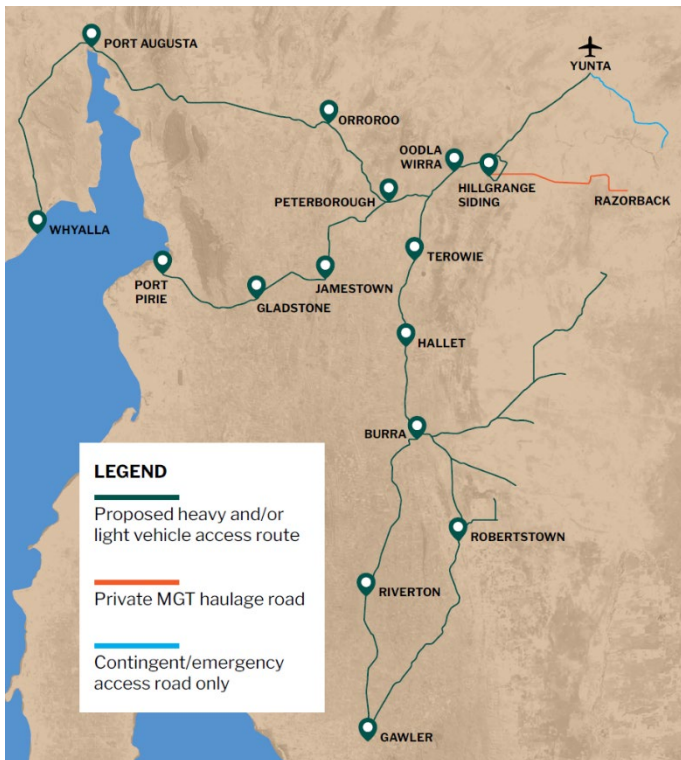 PORT AUGUSTA
YUNTA
ORROROO
OODLA
WIRRA
HILLGRANGE
SIDING
RAZORBACK
PETERBOROUGH
WHYALLA
TEROWIE
PORT
PIRIE
JAMESTOWN
GLADSTONE
HALLET
BURRA
LEGEND
Proposed heavy and/or
light vehicle access route
Private MGT haulage road
Contingent/emergency
access road only
ROBERTSTOWN
RIVERTON
GAWLER